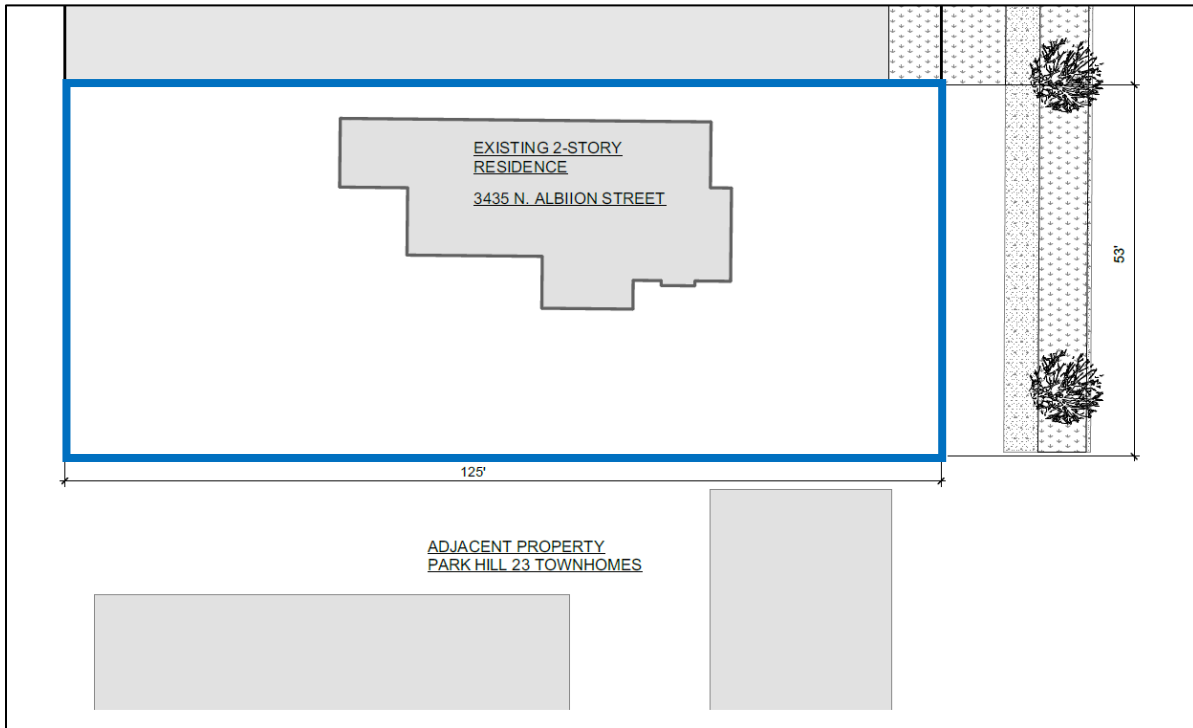 EXISTING 2-STORY
RESIDENCE
3435 N. ALBIION STREET
53'
125'
ADJACENT PROPERTY
PARK HILL 23 TOWNHOMES